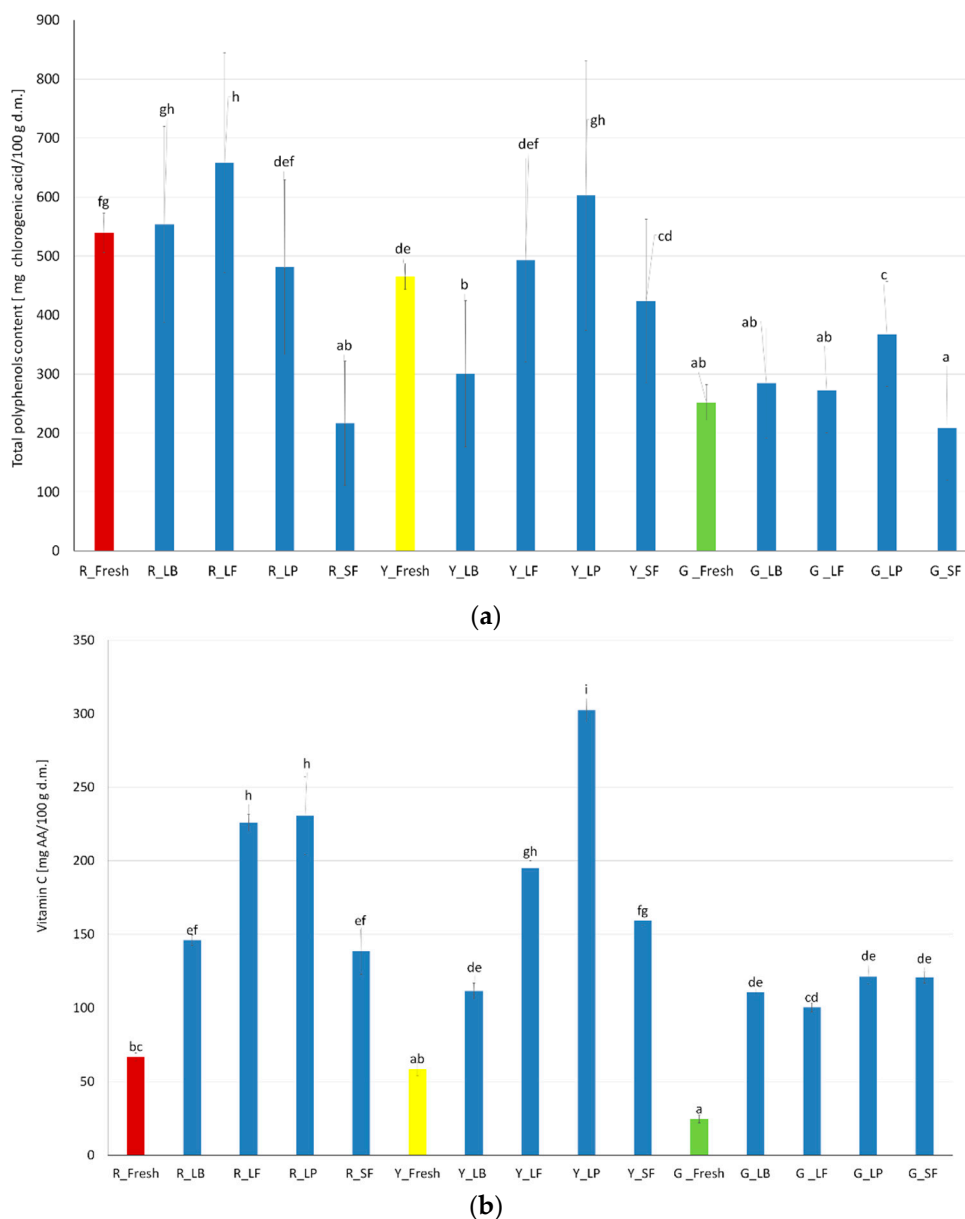 900
800
700
600
500
400
300
200
100
0
Total polyphenols content [ mg chlorogenic acid/100 g d.m.]
fg
gh
h
def
ab
de
b
def
gh
cd
ab
ab
ab
c
a
R_Fresh R_LB R_LF R_LP R_SF Y_Fresh Y_LB Y_LF Y_LP Y_SF G _Fresh G_LB G _LF G_LP G_SF
(a)
350
300
250
200
150
100
50
0
Vitamin C [mg AA/100 g d.m.]
bc
ef
h
h
ef
ab
de
gh
i
fg
a
de
cd
de
de
R_Fresh R_LB R_LF R_LP R_SF Y_Fresh Y_LB Y_LF Y_LP Y_SF G _Fresh G_LB G _LF G_LP G_SF
(b)